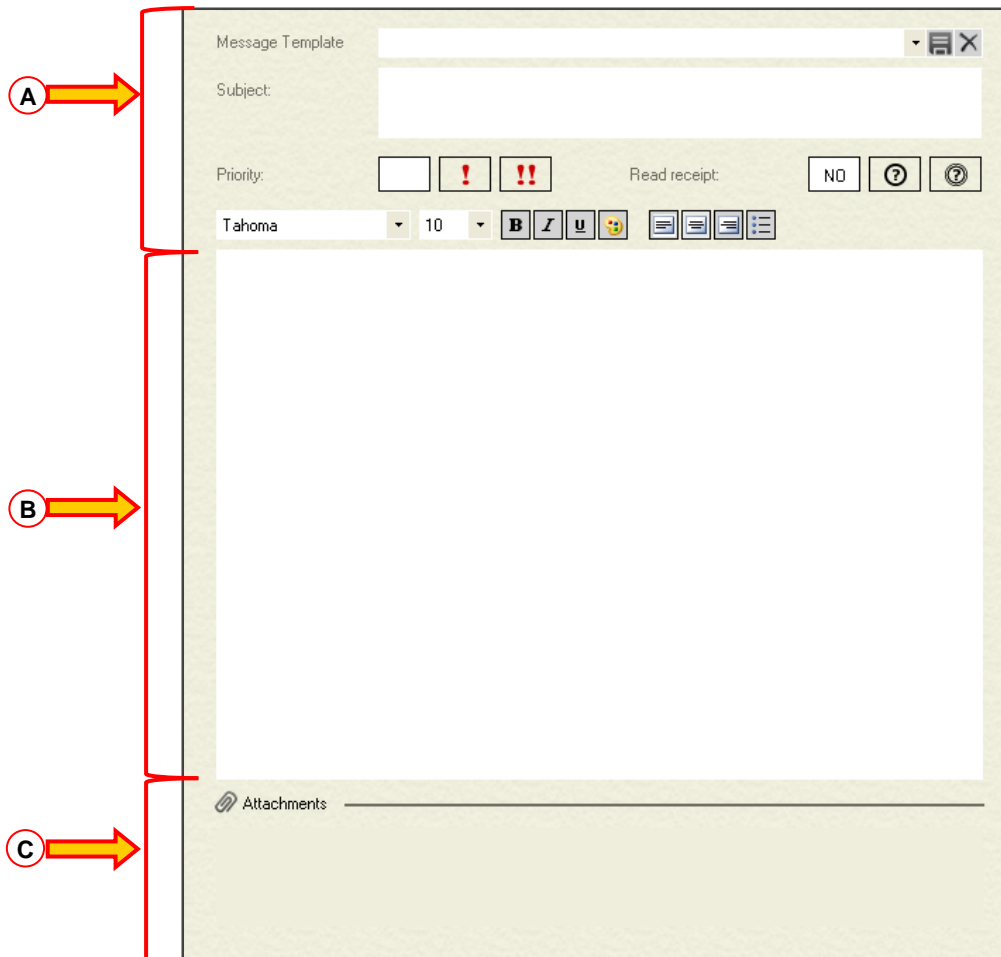 Message Template
A
Subject:
Priority: ! !! Read receipt: NO ? ?
Tahoma 10 B I U
B
Attachments
C